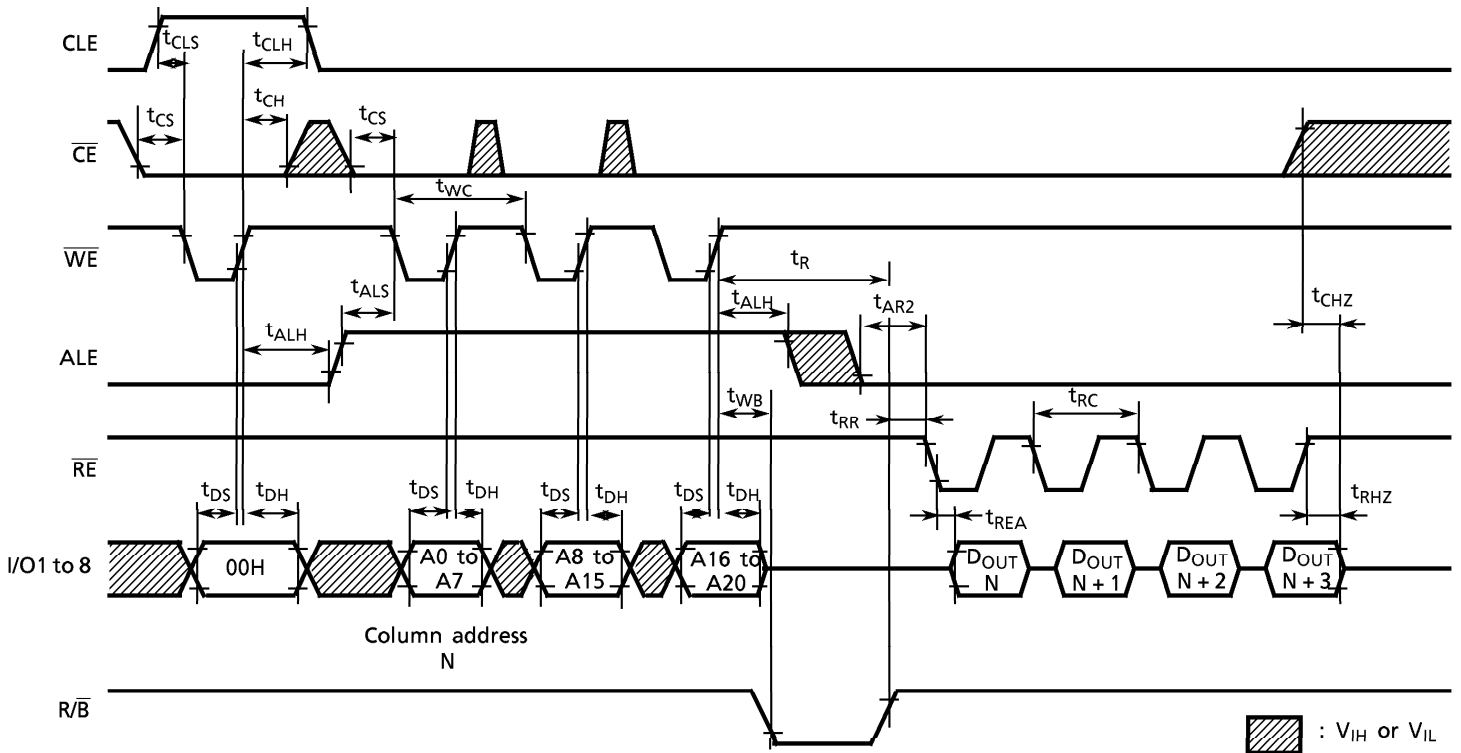 CLE
tCLS
tCLH
CE
tCS
tCH
tCS
tWC
WE
tR
tALS
tALH
tAR2
tCHZ
ALE
tALH
tWB
tRR
tRC
RE
tDS
tDH
tDS
tDH
tDS
tDH
tDS
tDH
tREA
tRHZ
I/O1 to 8
00H
A0 to
A7
A8 to
A15
A16 to
A20
DOUT
N
DOUT
N + 1
DOUT
N + 2
DOUT
N + 3
Column address
N
R/B
: VIH or VIL